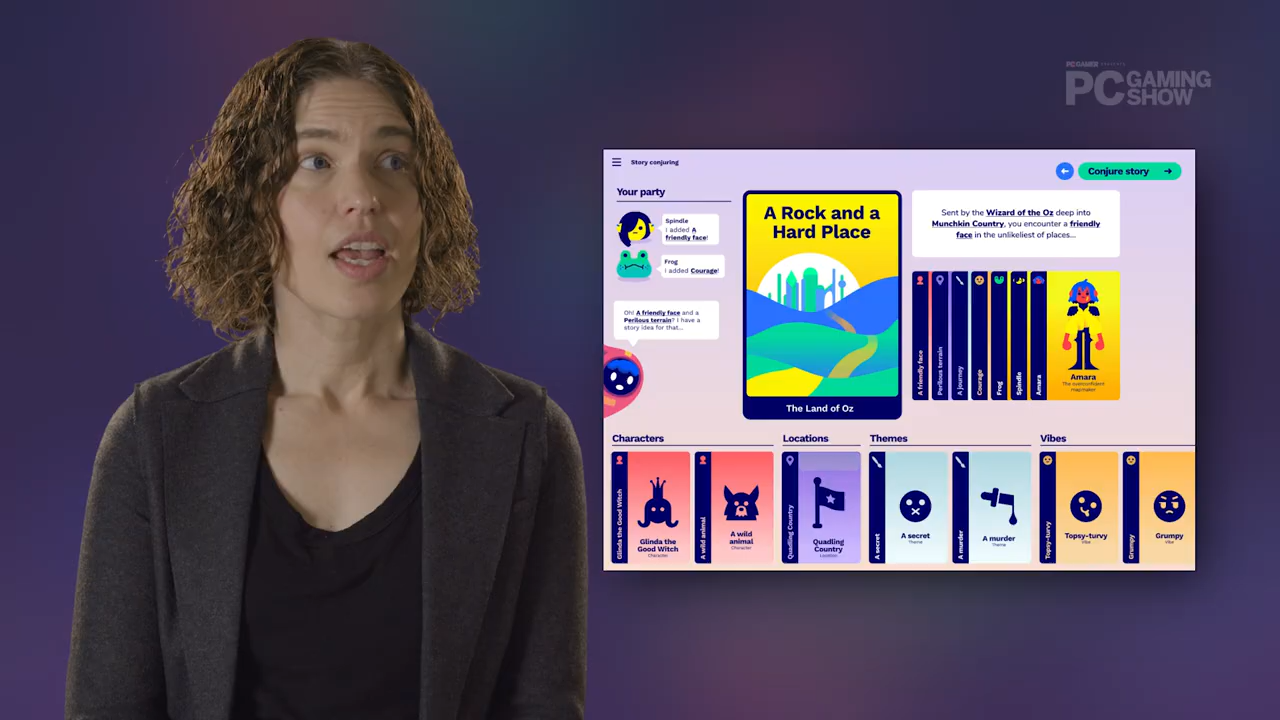 PC GAMER PRESENTS
PC GAMING
SHOW
Story conjuring
Conjure story
Your party
Spindle
I added A
friendly face!
Frog
I added Courage!
Oh! A friendly face and a
Perilous terrain? I have a
story idea for that...
A Rock and a
Hard Place
The Land of Oz
Sent by the Wizard of the Oz deep into
Munchkin Country, you encounter a friendly
face in the unlikeliest of places...
A friendly face
Perilous terrain
A journey
Courage
Frog
Spindle
Amara
Amara
The overconfident
mapmaker
Characters
Locations
Themes
Vibes
Glinda the Good Witch
Glinda the
Good Witch
Character
A wild animal
A wild
animal
Character
Quadling Country
Quadling
Country
Location
A secret
A secret
Theme
A murder
A murder
Theme
Topsy-turvy
Topsy-turvy
Vibe
Grumpy
Grumpy
Vibe